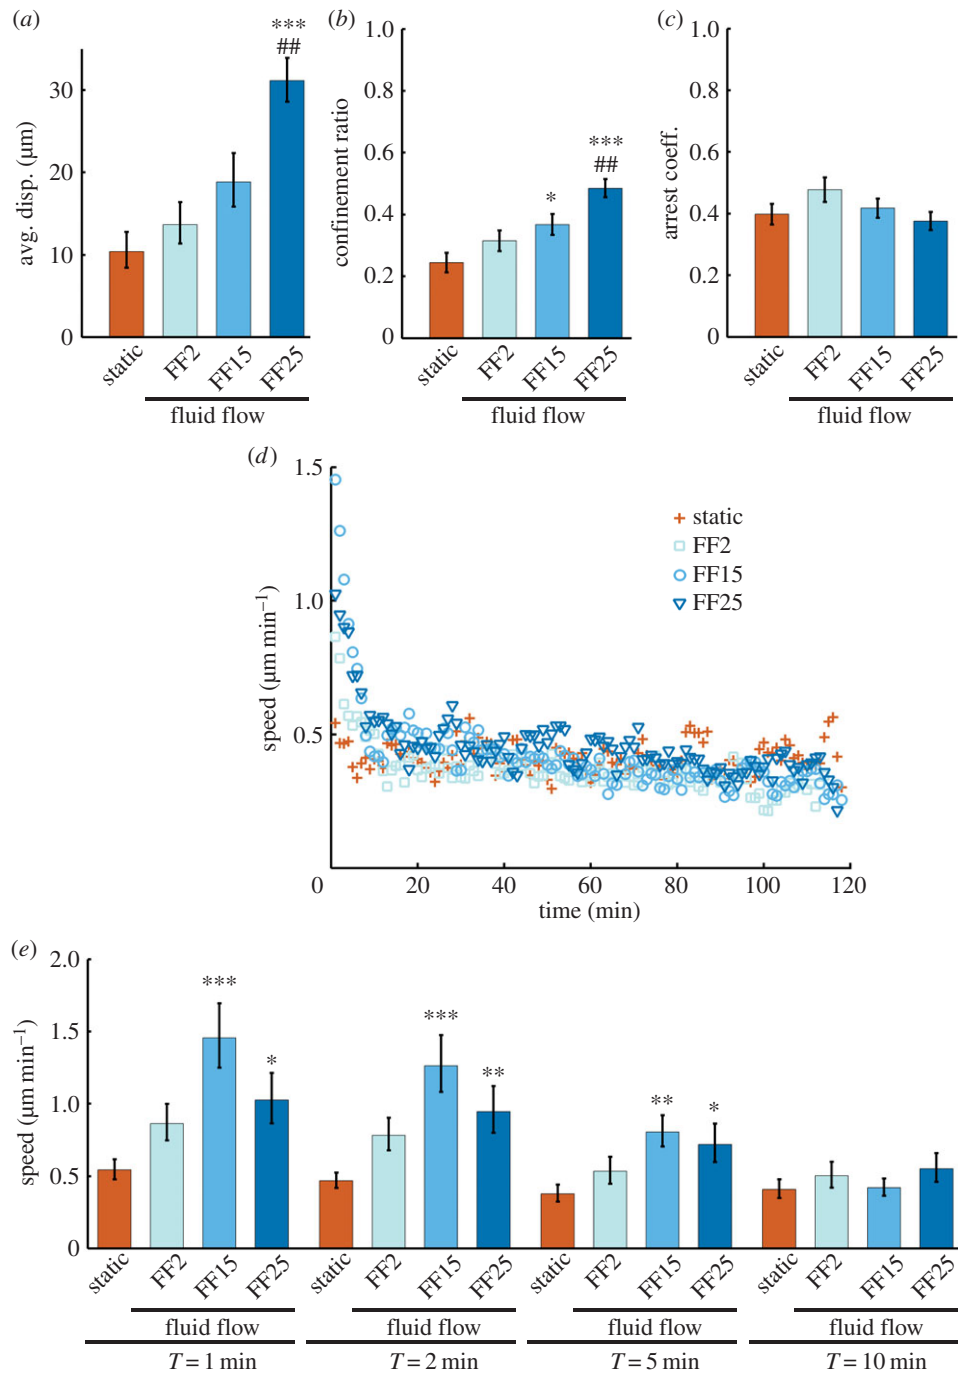 (a)
avg. disp. (µm)
30
20
10
0
***
##
static
FF2
FF15
FF25
fluid flow
(b)
confinement ratio
1.0
0.8
0.6
0.4
0.2
0
*
***
##
static
FF2
FF15
FF25
fluid flow
(c)
arrest coeff.
1.0
0.8
0.6
0.4
0.2
0
static
FF2
FF15
FF25
fluid flow
(d)
speed (µm min⁻¹)
1.5
1.0
0.5
0
20
40
60
80
100
120
time (min)
static
FF2
FF15
FF25
(e)
speed (µm min⁻¹)
2.0
1.5
1.0
0.5
0
***
*
***
**
**
*
static
FF2
FF15
FF25
static
FF2
FF15
FF25
static
FF2
FF15
FF25
static
FF2
FF15
FF25
fluid flow
fluid flow
fluid flow
fluid flow
T = 1 min
T = 2 min
T = 5 min
T = 10 min